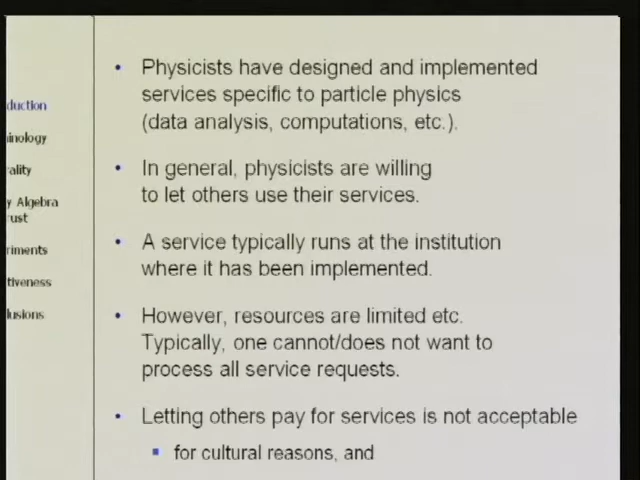 duction
inology
ality
y Algebra
rust
riments
tiveness
lusions
• Physicists have designed and implemented
services specific to particle physics
(data analysis, computations, etc.).
• In general, physicists are willing
to let others use their services.
• A service typically runs at the institution
where it has been implemented.
• However, resources are limited etc.
Typically, one cannot/does not want to
process all service requests.
• Letting others pay for services is not acceptable
▪ for cultural reasons, and